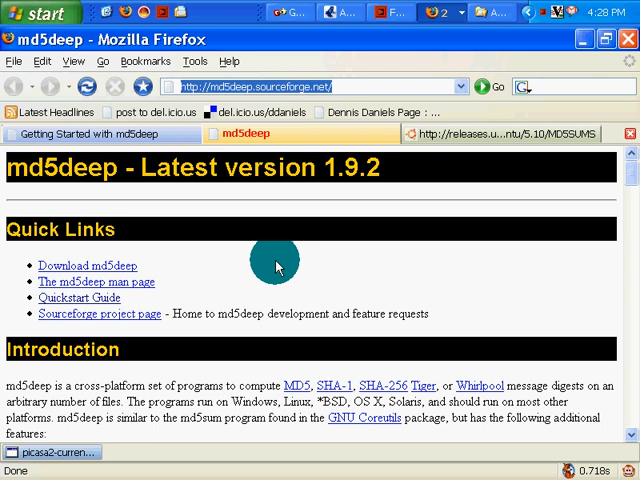 start
G...
A...
F...
2
A...
4:28 PM
md5deep - Mozilla Firefox
File Edit View Go Bookmarks Tools Help
http://md5deep.sourceforge.net/
Go
Latest Headlines
post to del.icio.us
del.icio.us/ddaniels
Dennis Daniels Page : ...
Getting Started with md5deep
md5deep
http://releases.u...ntu/5.10/MD5SUMS
md5deep - Latest version 1.9.2
Quick Links
Download md5deep
The md5deep man page
Quickstart Guide
Sourceforge project page - Home to md5deep development and feature requests
Introduction
md5deep is a cross-platform set of programs to compute MD5, SHA-1, SHA-256 Tiger, or Whirlpool message digests on an
arbitrary number of files. The programs run on Windows, Linux, *BSD, OS X, Solaris, and should run on most other
platforms. md5deep is similar to the md5sum program found in the GNU Coreutils package, but has the following additional
features:
picasa2-curren...
Done
0.718s